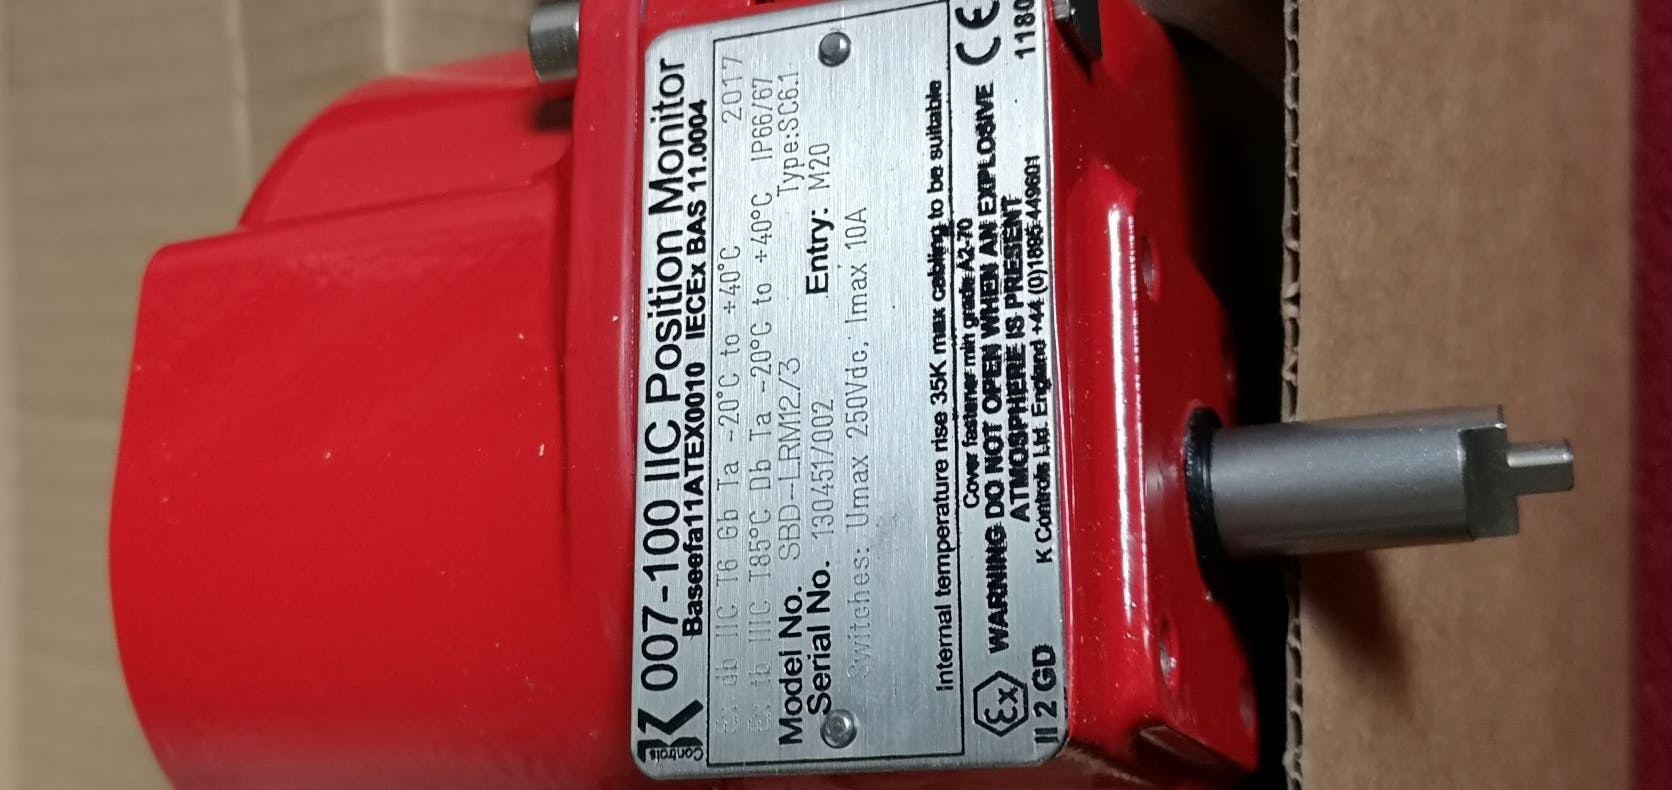 K Controls
007-100 IIC Position Monitor
Baseefa11ATEX0010 IECEx BAS 11.0004
Ex db IIC T6 Gb Ta -20°C to +40°C 2017
Ex tb IIIC T85°C Db Ta -20°C to +40°C IP66/67
Model No. SBD-LRM12/3 Type:SC6.1
Serial No. 130451/002 Entry: M20
Switches: Umax 250Vdc, Imax 10A
Internal temperature rise 35K max cabling to be suitable
Cover fastener min grade A2-70
WARNING DO NOT OPEN WHEN AN EXPLOSIVE
ATMOSPHERE IS PRESENT
Ex
CE
II 2 GD K Controls Ltd. England +44 (0)1895 449601 1180